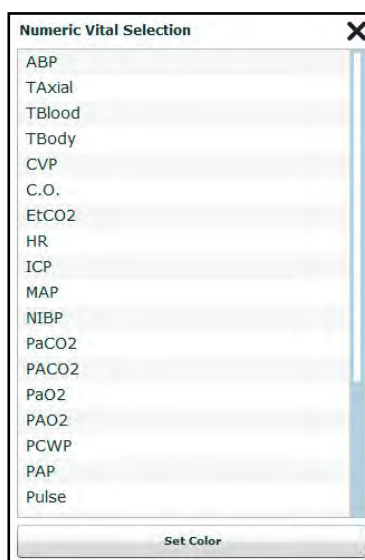 Numeric Vital Selection
ABP
TAxial
TBlood
TBody
CVP
C.O.
EtCO2
HR
ICP
MAP
NIBP
PaCO2
PACO2
PaO2
PAO2
PCWP
PAP
Pulse
Set Color